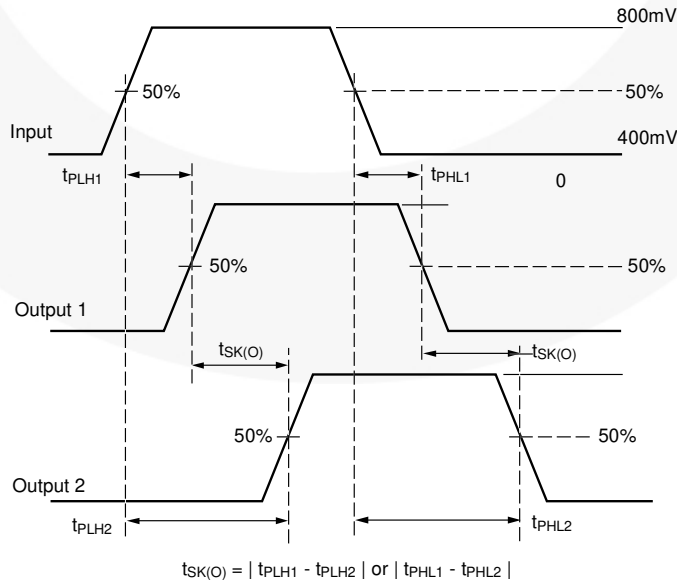 800mV
50%
50%
Input
400mV
tPLH1
tPHL1
0
50%
50%
Output 1
tSK(O)
tSK(O)
50%
50%
Output 2
tPLH2
tPHL2
tSK(O) = | tPLH1 - tPLH2 | or | tPHL1 - tPHL2 |